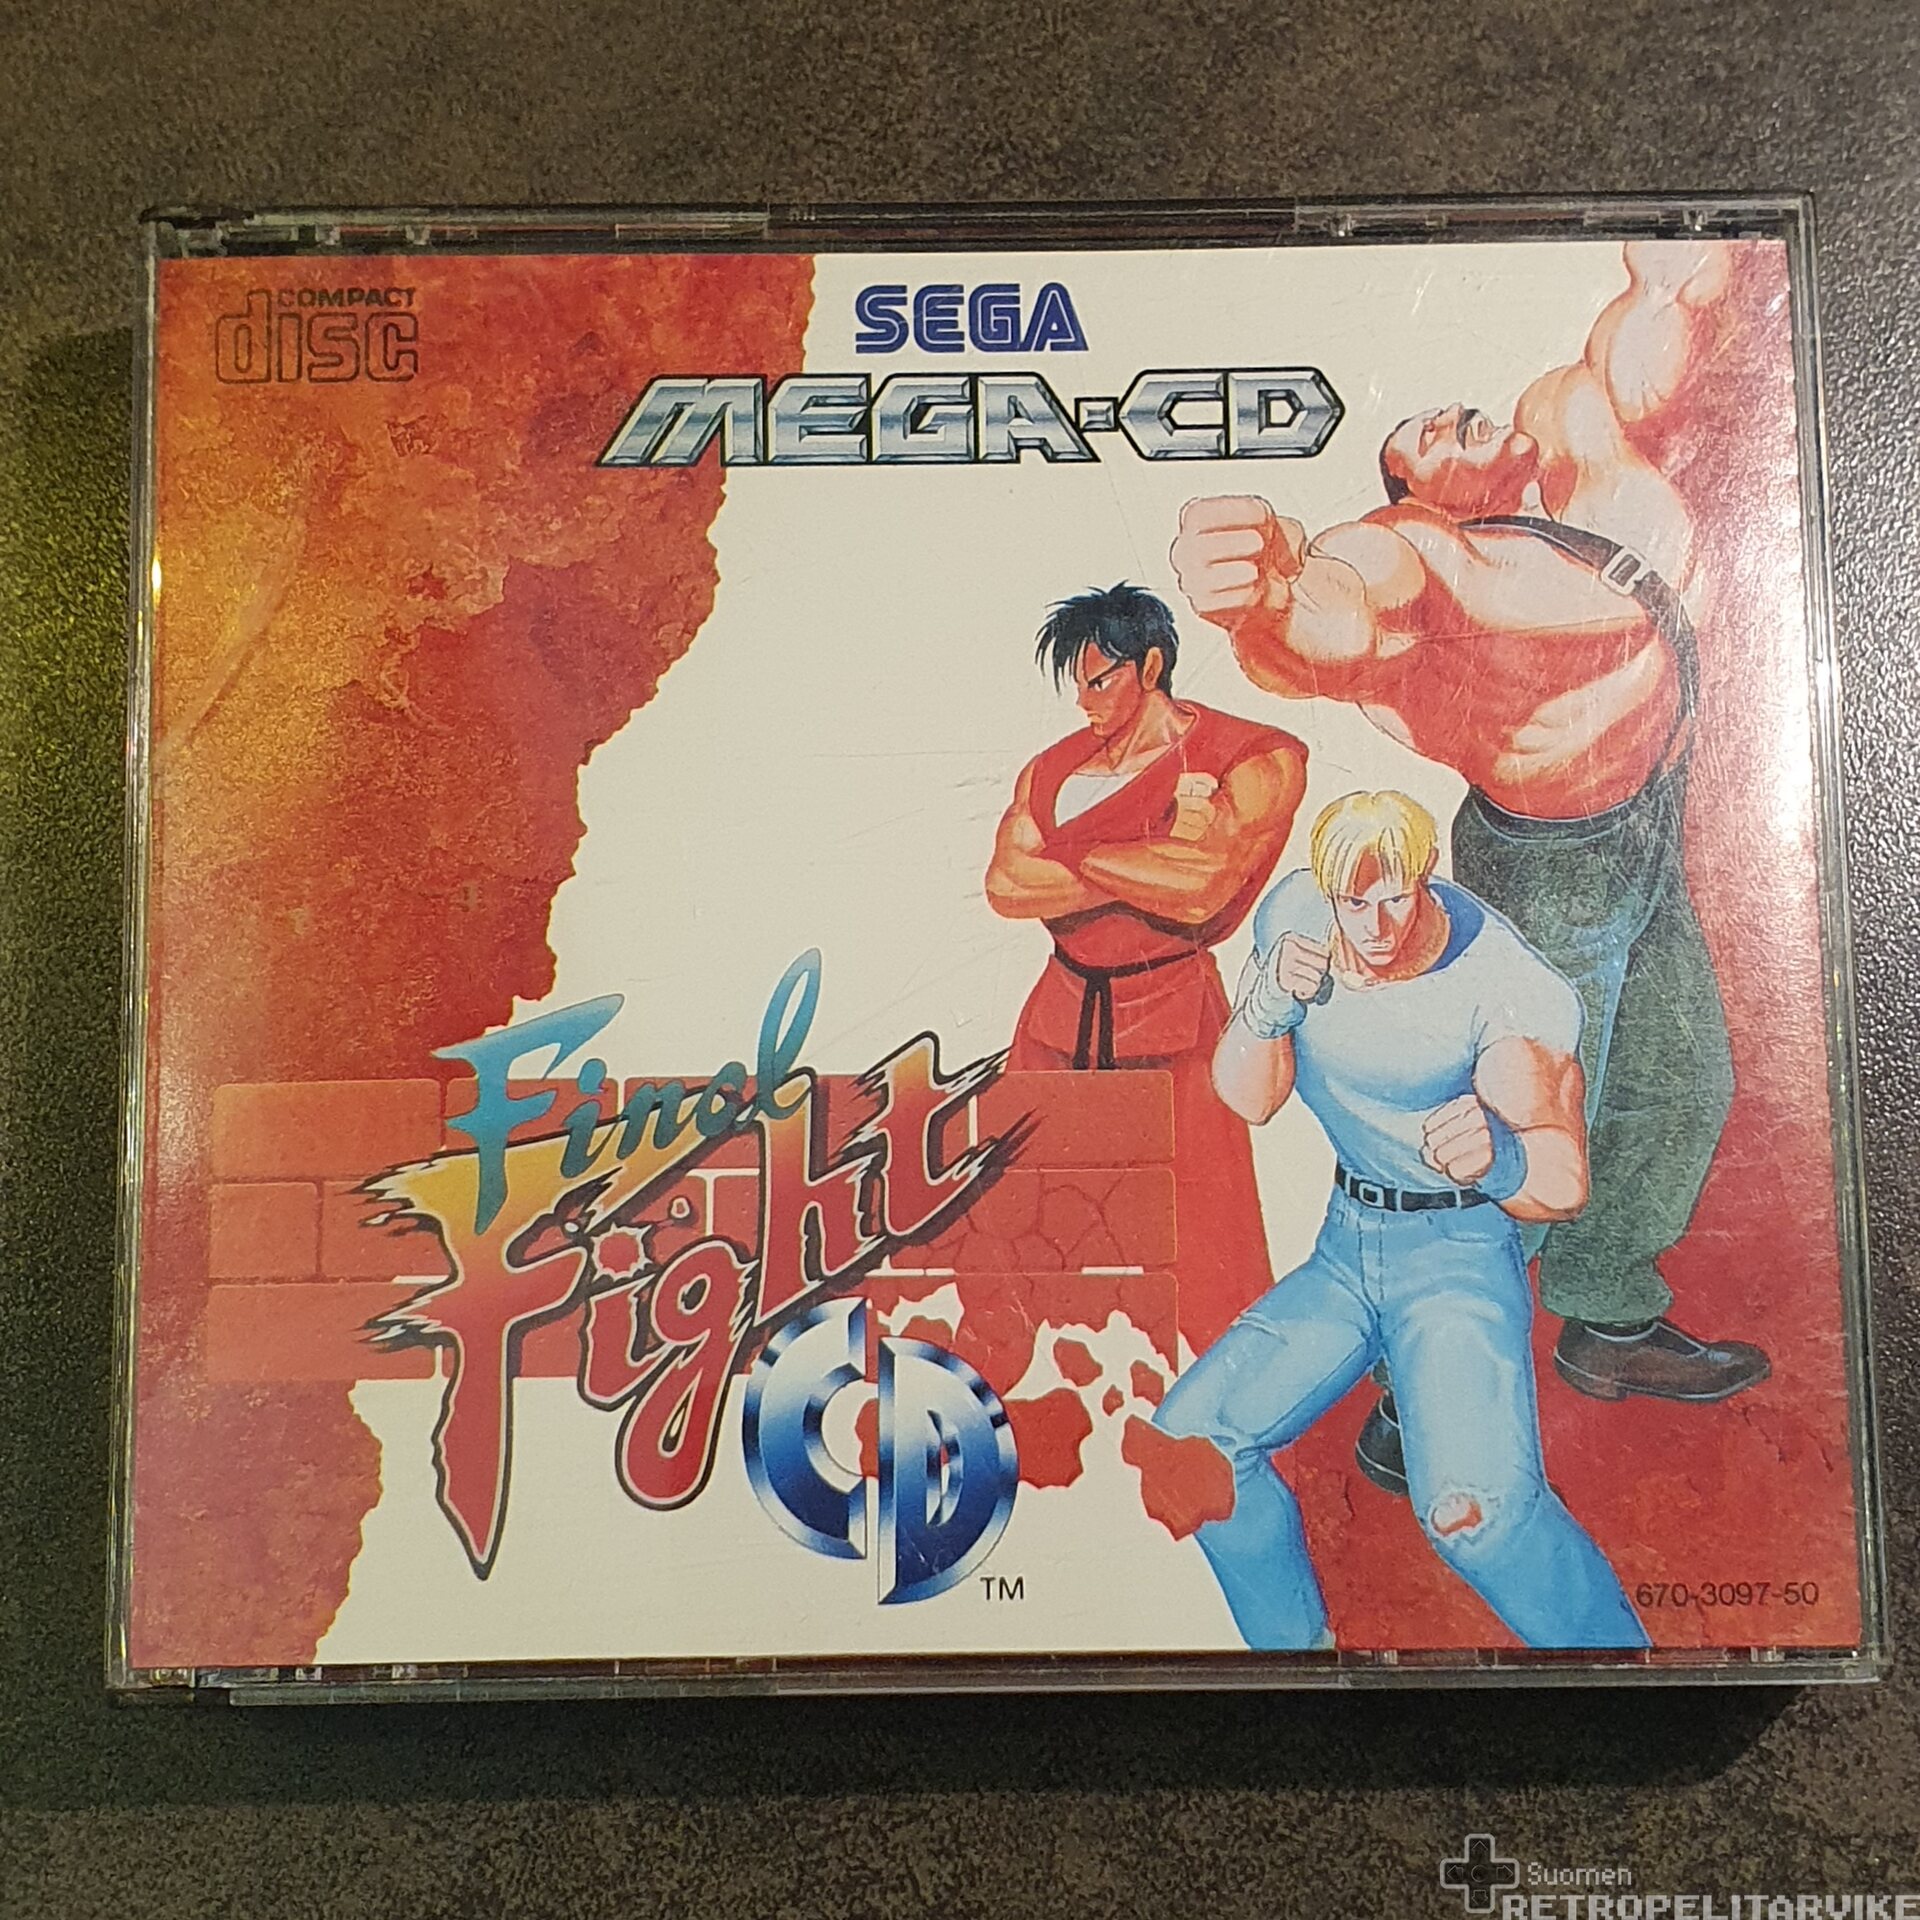 COMPACT
disc
SEGA
MEGA-CD
Final
Fight
CD
TM
670-3097-50
Suomen
RETROPELITARVIKE